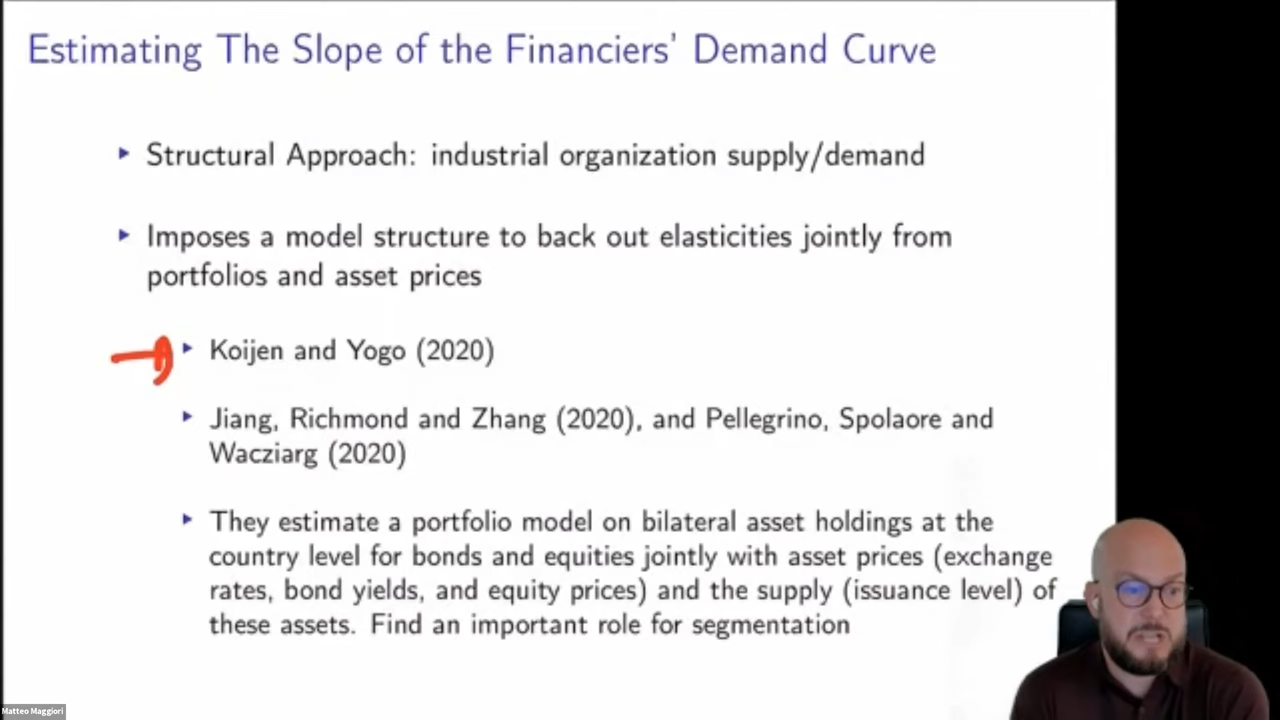 Estimating The Slope of the Financiers' Demand Curve
Structural Approach: industrial organization supply/demand
Imposes a model structure to back out elasticities jointly from
portfolios and asset prices
Koijen and Yogo (2020)
Jiang, Richmond and Zhang (2020), and Pellegrino, Spolaore and
Wacziarg (2020)
They estimate a portfolio model on bilateral asset holdings at the
country level for bonds and equities jointly with asset prices (exchange
rates, bond yields, and equity prices) and the supply (issuance level) of
these assets. Find an important role for segmentation
Matteo Maggiori